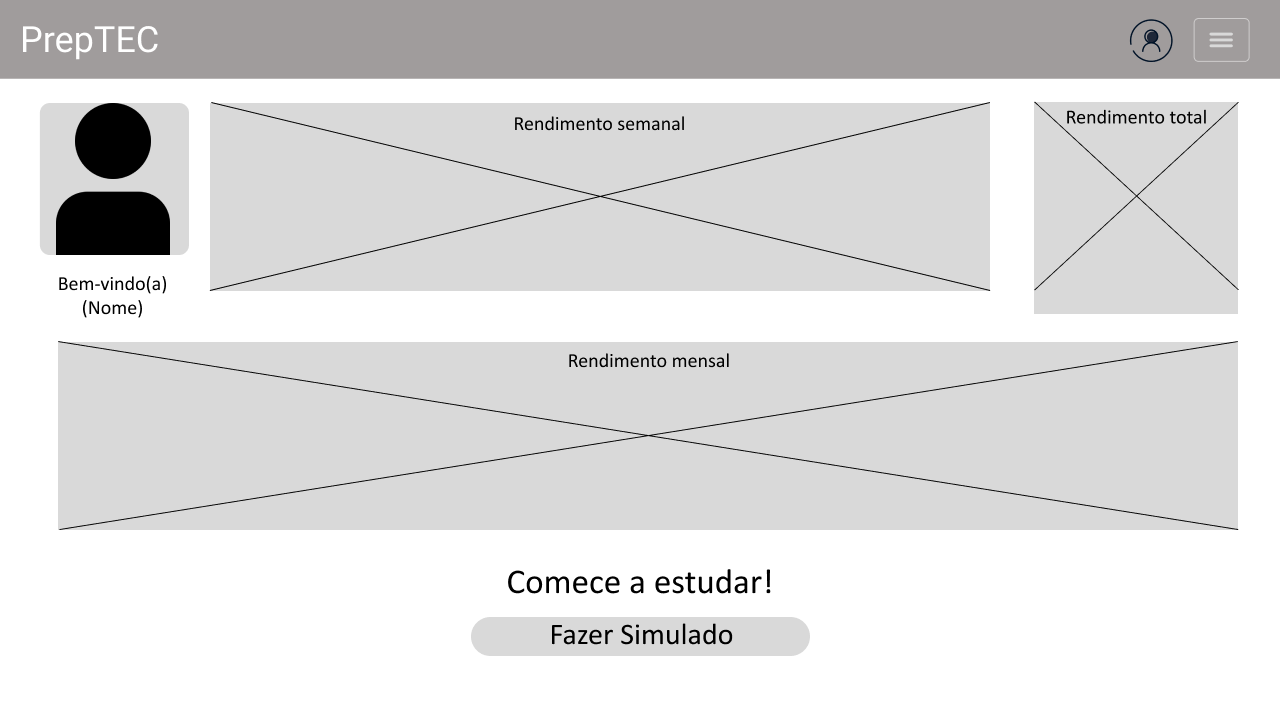 PrepTEC
Rendimento semanal
Rendimento total
Bem-vindo(a)
(Nome)
Rendimento mensal
Comece a estudar!
Fazer Simulado